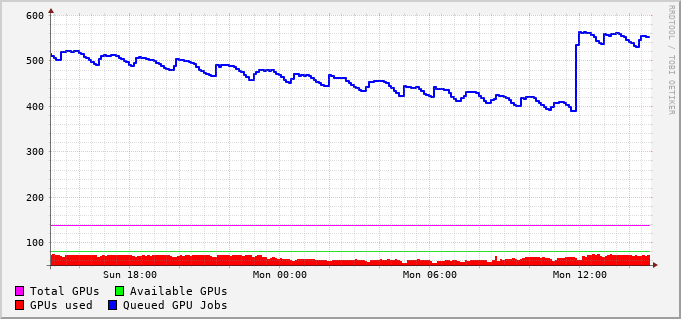 600
500
400
300
200
100
Sun 18:00 Mon 00:00 Mon 06:00 Mon 12:00
Total GPUs Available GPUs
GPUs used Queued GPU Jobs
RRDTOOL / TOBI OETIKER